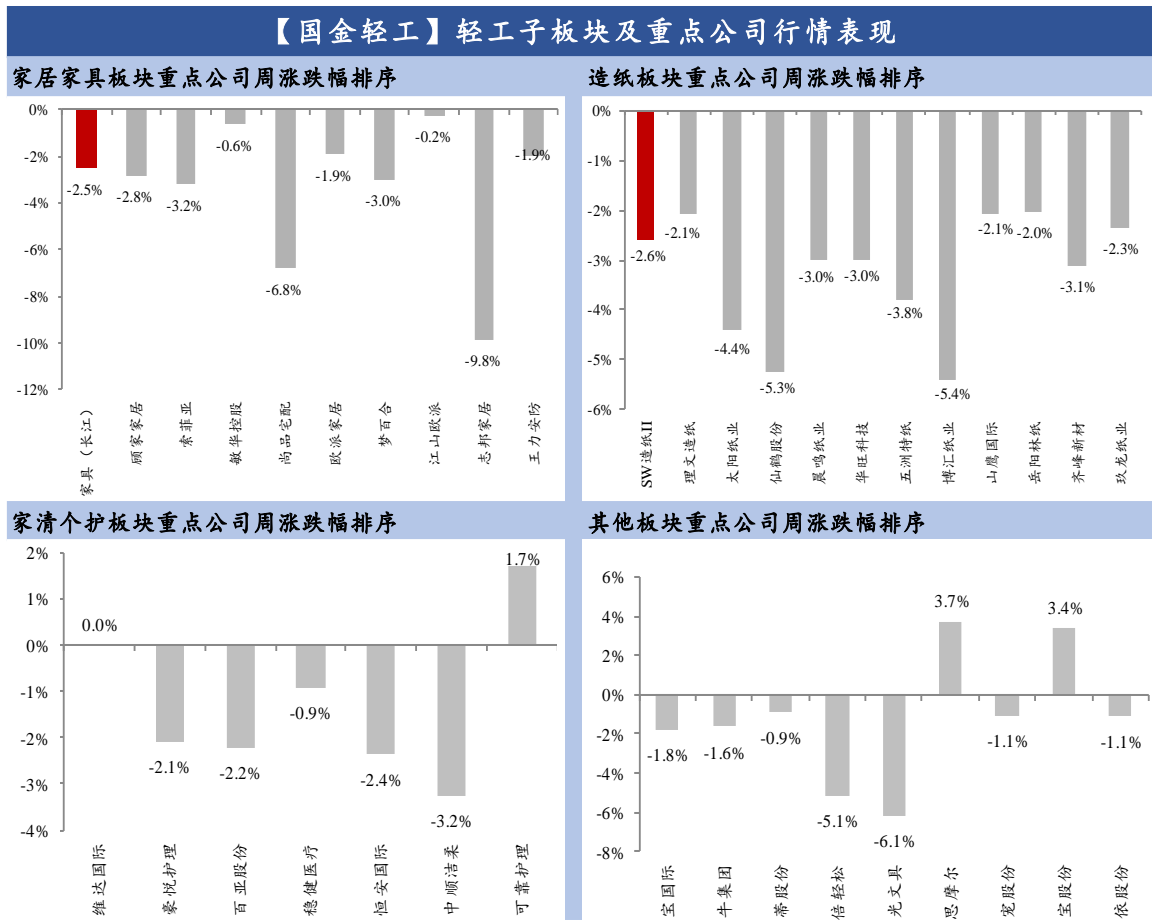 【国金轻工】轻工子板块及重点公司行情表现
家居家具板块重点公司周涨跌幅排序
0%
-2%
-4%
-6%
-8%
-10%
-12%
-2.5%
-2.8%
-3.2%
-0.6%
-6.8%
-1.9%
-3.0%
-0.2%
-9.8%
-1.9%
家具（长江）
顾家家居
索菲亚
敏华控股
尚品宅配
欧派家居
梦百合
江山欧派
志邦家居
王力安防
造纸板块重点公司周涨跌幅排序
0%
-1%
-2%
-3%
-4%
-5%
-6%
-2.6%
-2.1%
-4.4%
-5.3%
-3.0%
-3.0%
-3.8%
-5.4%
-2.1%
-2.0%
-3.1%
-2.3%
SW造纸II
理文造纸
太阳纸业
仙鹤股份
晨鸣纸业
华旺科技
五洲特纸
博汇纸业
山鹰国际
岳阳林纸
齐峰新材
玖龙纸业
家清个护板块重点公司周涨跌幅排序
2%
1%
0%
-1%
-2%
-3%
-4%
0.0%
-2.1%
-2.2%
-0.9%
-2.4%
-3.2%
1.7%
维达国际
豪悦护理
百亚股份
稳健医疗
恒安国际
中顺洁柔
可靠护理
其他板块重点公司周涨跌幅排序
6%
4%
2%
0%
-2%
-4%
-6%
-8%
-1.8%
-1.6%
-0.9%
-5.1%
-6.1%
3.7%
-1.1%
3.4%
-1.1%
宝国际
牛集团
蒂股份
倍轻松
光文具
思摩尔
宠股份
宝股份
依股份